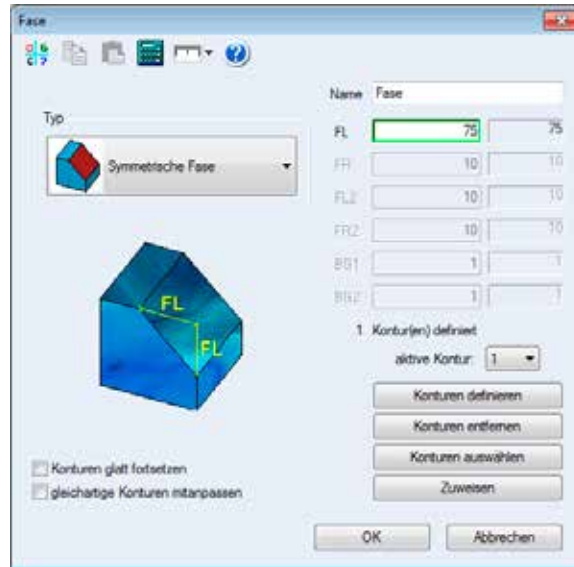 Fase
Name Fase
Typ
Symmetrische Fase
FL 75 75
FR 10 10
FL2 10 10
FR2 10 10
BG1 1 1
BG2 1 1
1 Kontur(en) definiert
aktive Kontur: 1
FL
FL
Konturen definieren
Konturen entfernen
Konturen auswählen
Zuweisen
Konturen glatt fortsetzen
gleichartige Konturen mitanpassen
OK Abbrechen